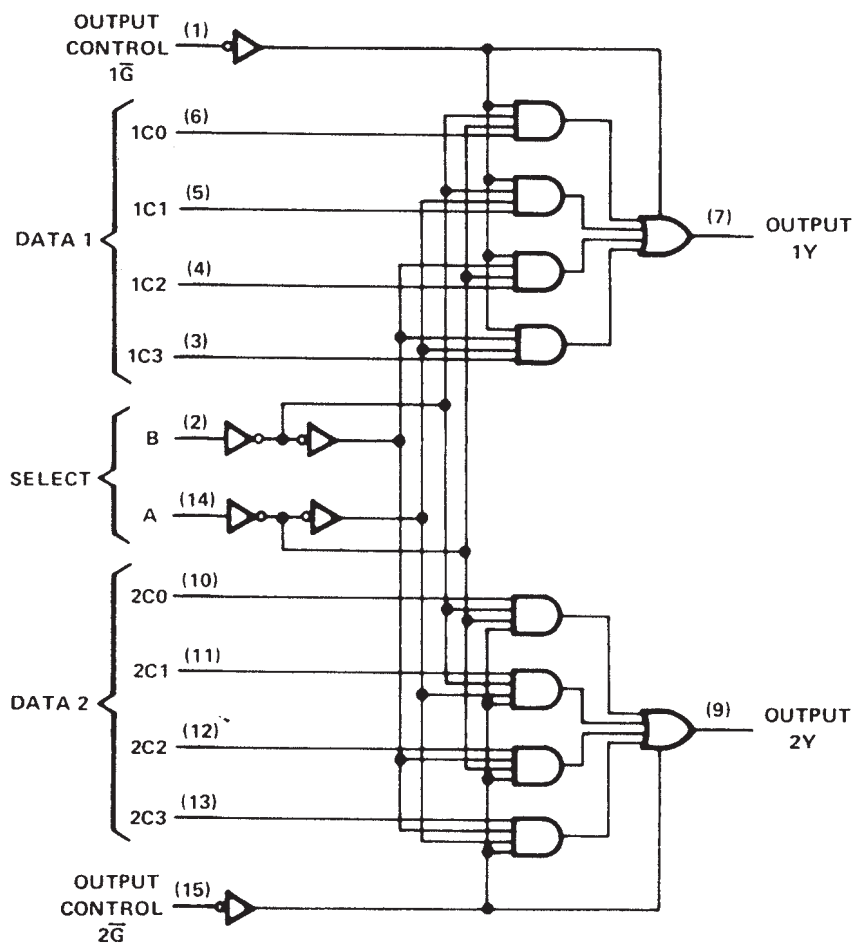 OUTPUT
CONTROL
1G̅
(1)
DATA 1
1C0
(6)
1C1
(5)
1C2
(4)
1C3
(3)
(7)
OUTPUT
1Y
SELECT
B
(2)
A
(14)
DATA 2
2C0
(10)
2C1
(11)
2C2
(12)
2C3
(13)
(9)
OUTPUT
2Y
OUTPUT
CONTROL
2G̅
(15)